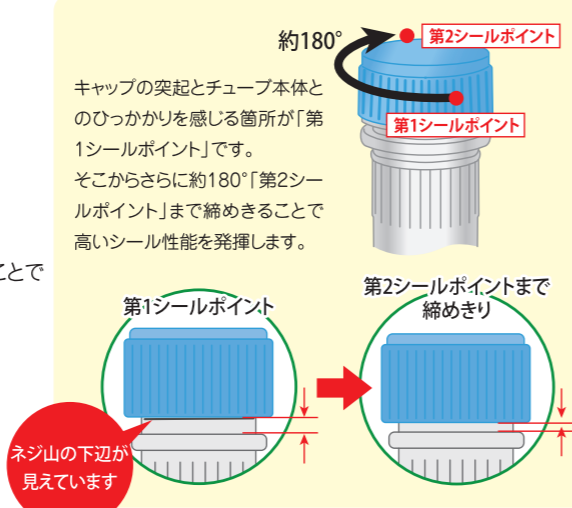 約180°
第2シールポイント
第1シールポイント
キャップの突起とチューブ本体と
のひっかかりを感じる箇所が「第
1シールポイント」です。
そこからさらに約180°「第2シー
ルポイント」まで締めきることで
高いシール性能を発揮します。
ことで
第1シールポイント
第2シールポイントまで
締めきり
ネジ山の下辺が
見えています